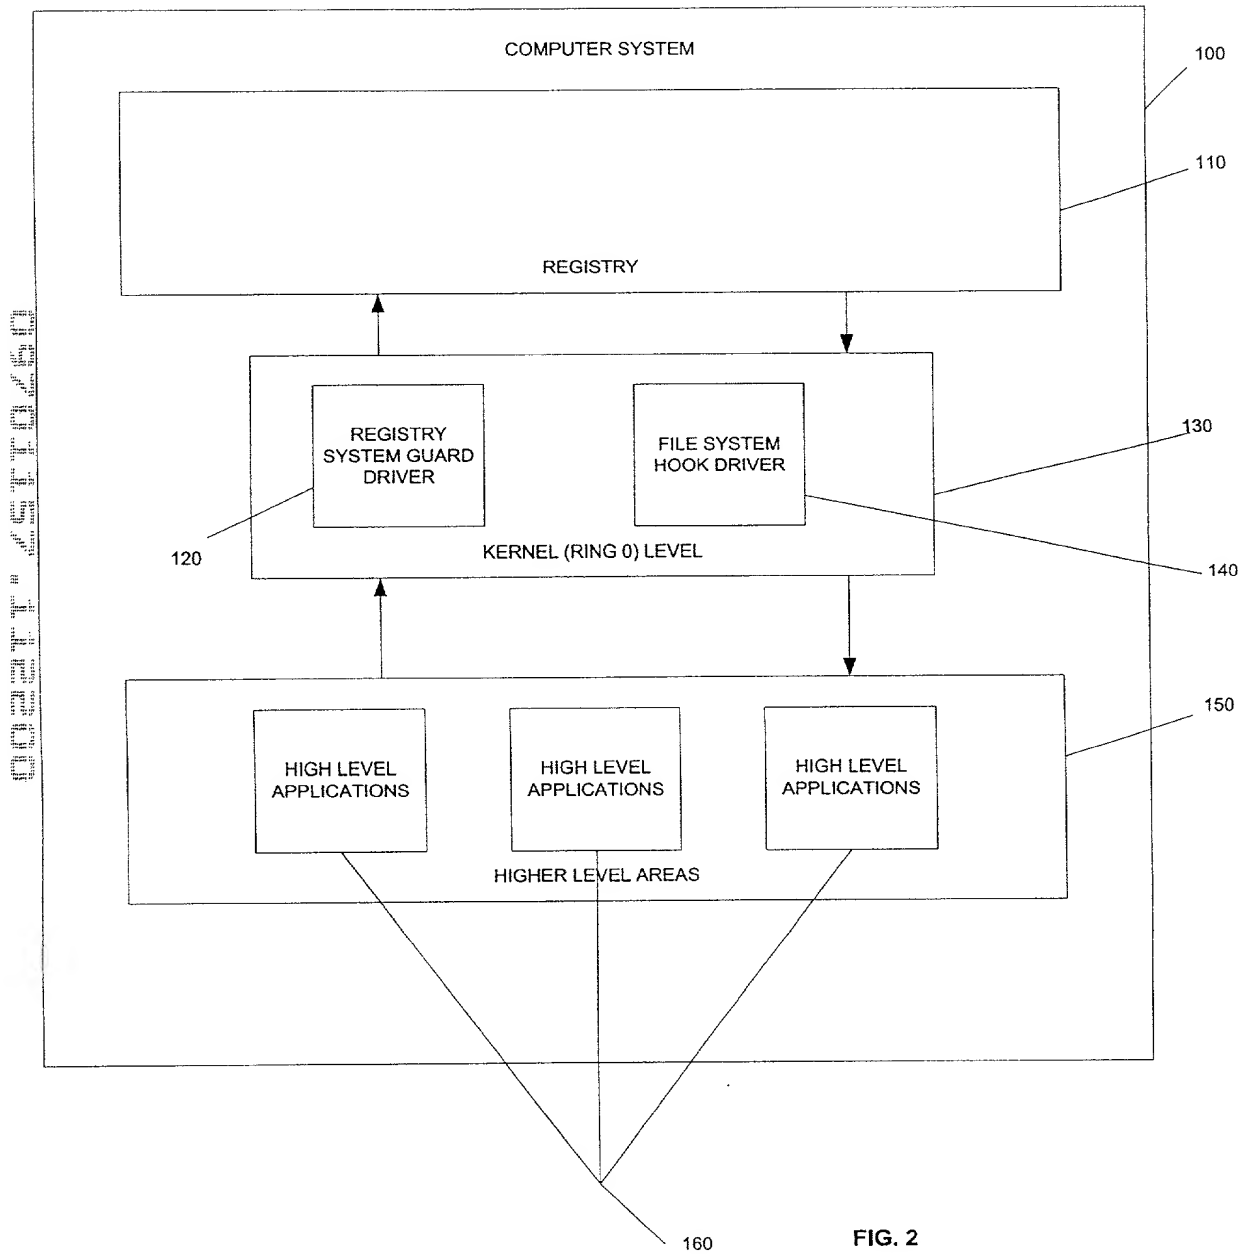 COMPUTER SYSTEM
100
110
REGISTRY
REGISTRY
SYSTEM GUARD
DRIVER
FILE SYSTEM
HOOK DRIVER
130
120
KERNEL (RING 0) LEVEL
140
150
HIGH LEVEL
APPLICATIONS
HIGH LEVEL
APPLICATIONS
HIGH LEVEL
APPLICATIONS
HIGHER LEVEL AREAS
160
FIG. 2